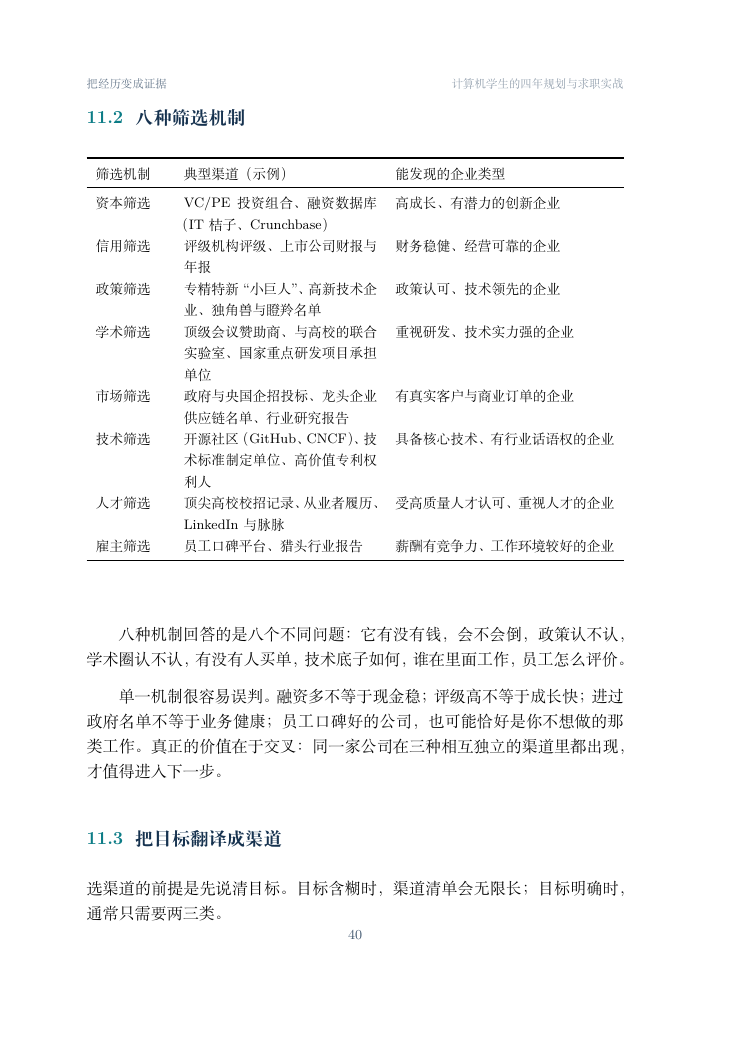 把经历变成证据 计算机学生的四年规划与求职实战
11.2 八种筛选机制
筛选机制 典型渠道（示例） 能发现的企业类型
资本筛选 VC/PE 投资组合、融资数据库 高成长、有潜力的创新企业
（IT 桔子、Crunchbase）
信用筛选 评级机构评级、上市公司财报与 财务稳健、经营可靠的企业
年报
政策筛选 专精特新“小巨人”、高新技术企 政策认可、技术领先的企业
业、独角兽与瞪羚名单
学术筛选 顶级会议赞助商、与高校的联合 重视研发、技术实力强的企业
实验室、国家重点研发项目承担
单位
市场筛选 政府与央国企招投标、龙头企业 有真实客户与商业订单的企业
供应链名单、行业研究报告
技术筛选 开源社区（GitHub、CNCF）、技 具备核心技术、有行业话语权的企业
术标准制定单位、高价值专利权
利人
人才筛选 顶尖高校校招记录、从业者履历、 受高质量人才认可、重视人才的企业
LinkedIn 与脉脉
雇主筛选 员工口碑平台、猎头行业报告 薪酬有竞争力、工作环境较好的企业
八种机制回答的是八个不同问题：它有没有钱，会不会倒，政策认不认，
学术圈认不认，有没有人买单，技术底子如何，谁在里面工作，员工怎么评价。
单一机制很容易误判。融资多不等于现金稳；评级高不等于成长快；进过
政府名单不等于业务健康；员工口碑好的公司，也可能恰好是你不想做的那
类工作。真正的价值在于交叉：同一家公司在三种相互独立的渠道里都出现，
才值得进入下一步。
11.3 把目标翻译成渠道
选渠道的前提是先说清目标。目标含糊时，渠道清单会无限长；目标明确时，
通常只需要两三类。
40